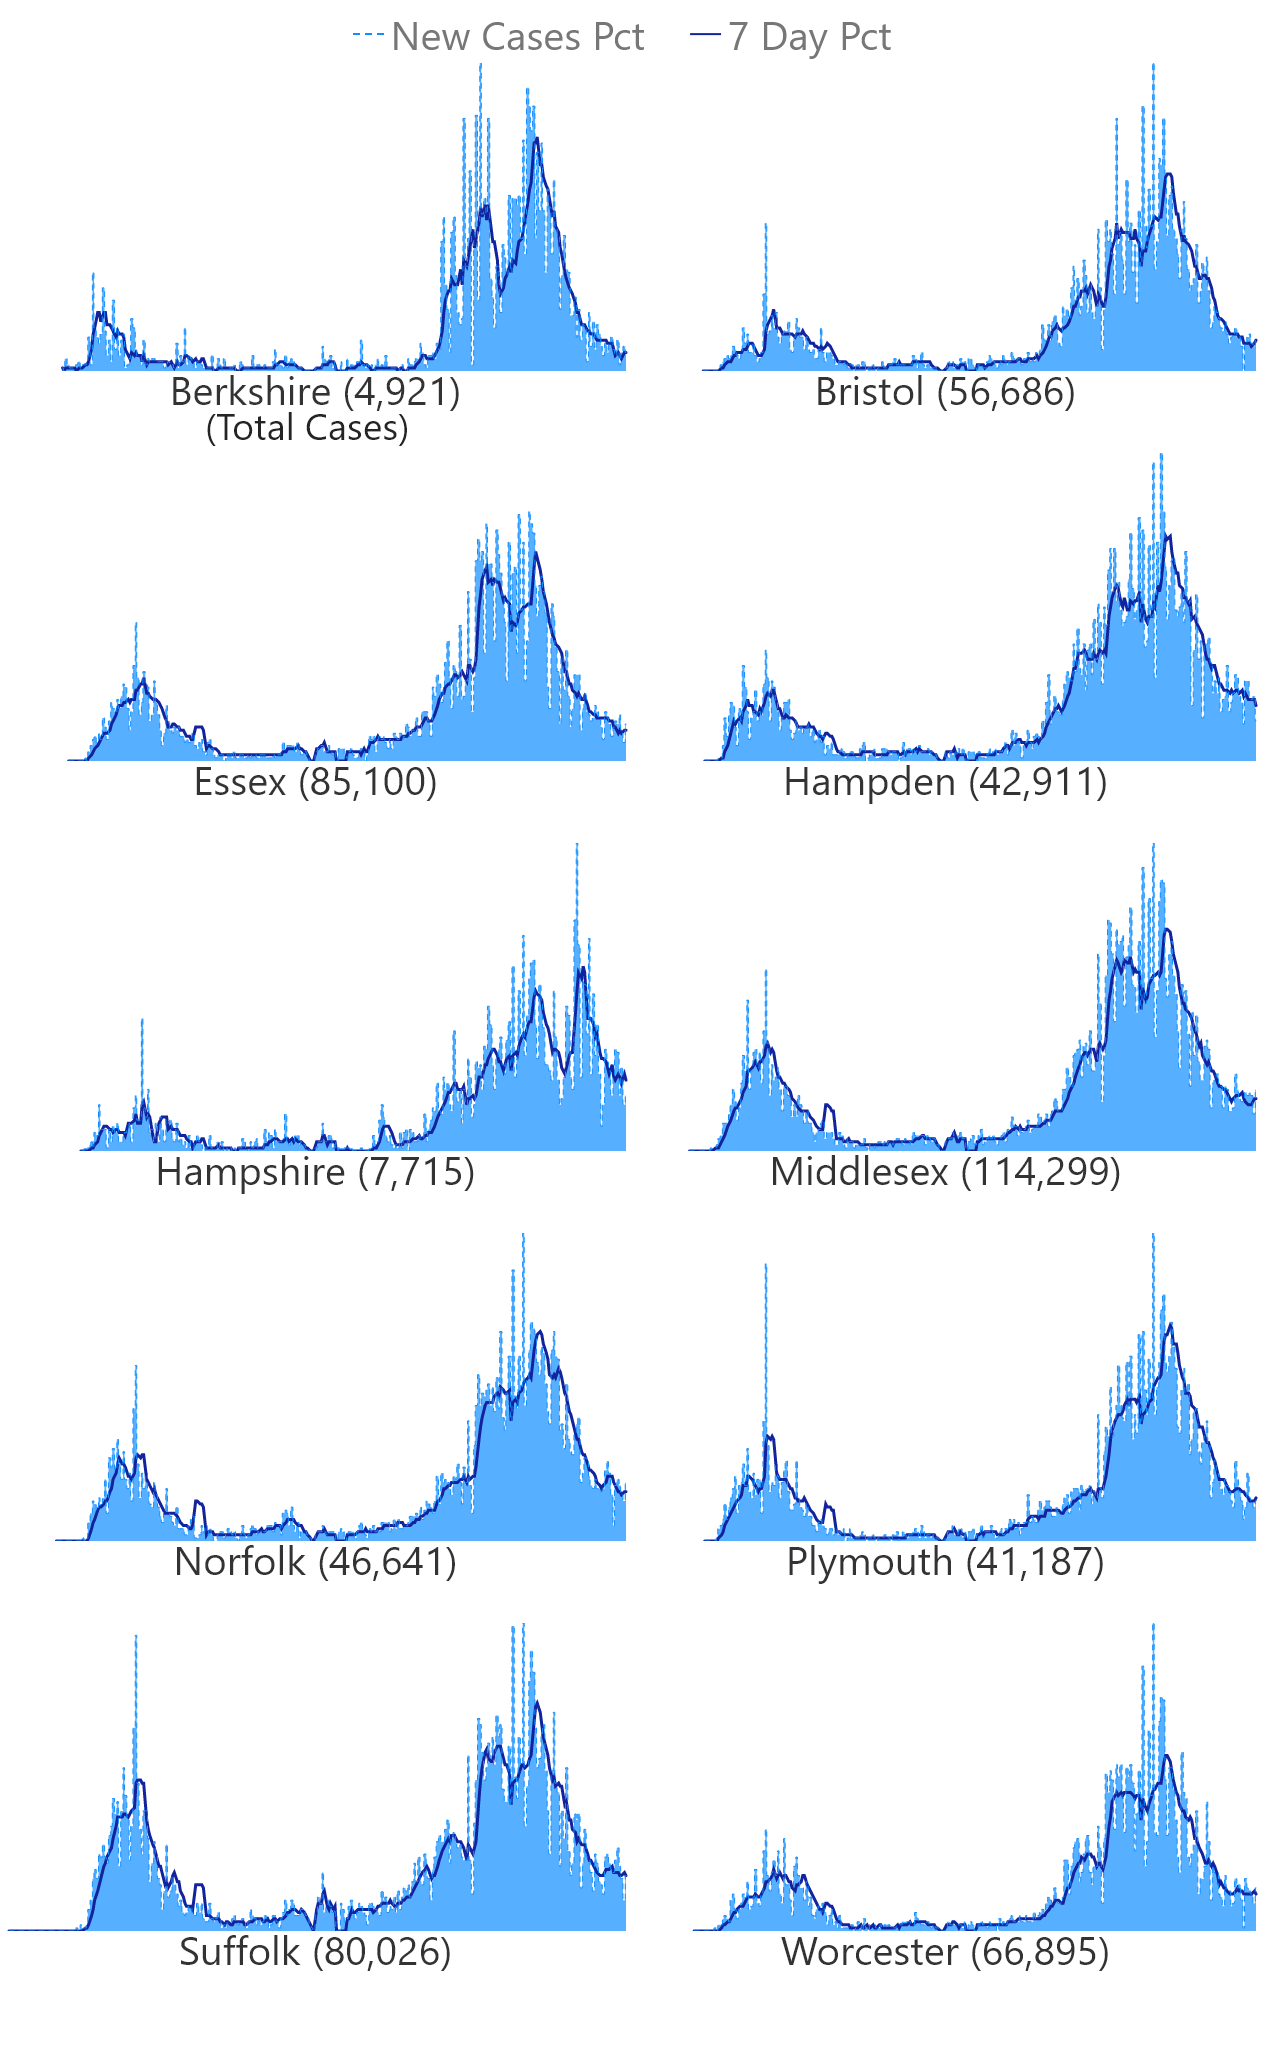 New Cases Pct 7 Day Pct
Berkshire (4,921) Bristol (56,686)
(Total Cases)
Essex (85,100) Hampden (42,911)
Hampshire (7,715) Middlesex (114,299)
Norfolk (46,641) Plymouth (41,187)
Suffolk (80,026) Worcester (66,895)